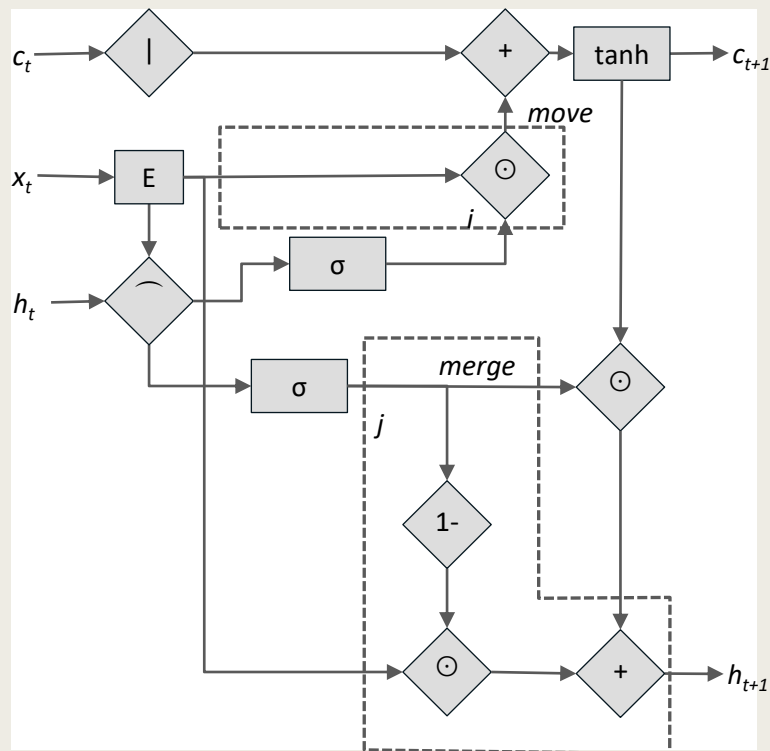 c_t | + tanh c_{t+1}
move
x_t E ⊙
i
σ
h_t ⌒
merge
σ ⊙
j
1-
⊙ + h_{t+1}